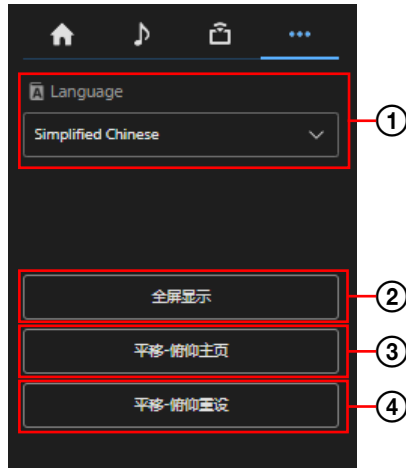 Language
Simplified Chinese
①
全屏显示
②
平移-俯仰主页
③
平移-俯仰重设
④